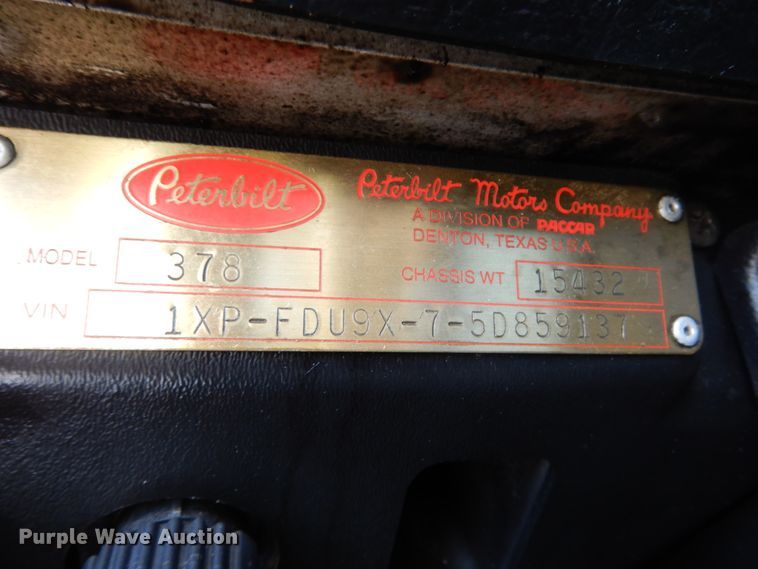 Peterbilt
Peterbilt Motors Company
A DIVISION OF PACCAR
DENTON, TEXAS U.S.A.
MODEL 378
CHASSIS WT 15432
VIN 1XP-FDU9X-7-5D859137
Purple Wave Auction